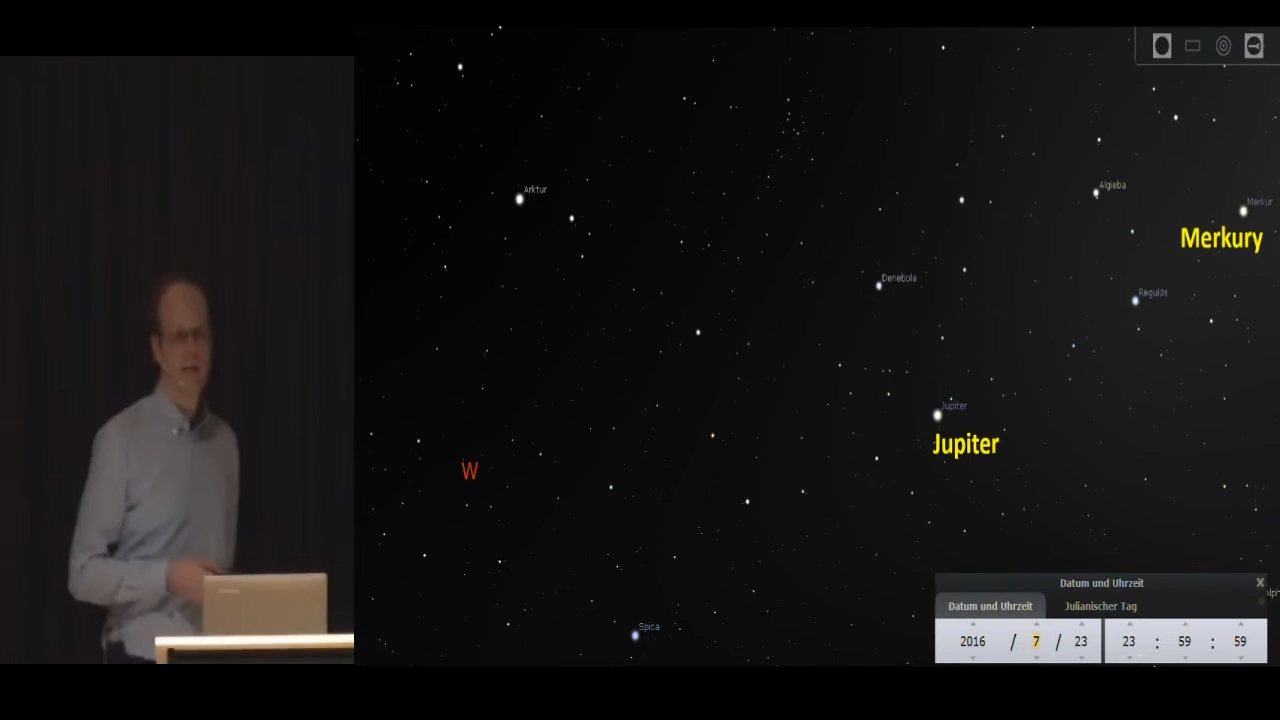 Arktur
Algieba
Merkur
Merkury
Denebola
Regulus
Jupiter
Jupiter
W
Spica
Datum und Uhrzeit X
Datum und Uhrzeit Julianischer Tag
2016 / 7 / 23 23 : 59 : 59